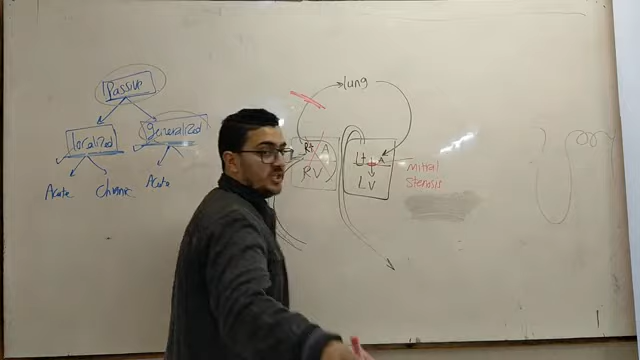 Passive
localized
generalized
Acute
Chronic
Acute
lung
Rt A
RV
Lt A
LV
mitral
stenosis